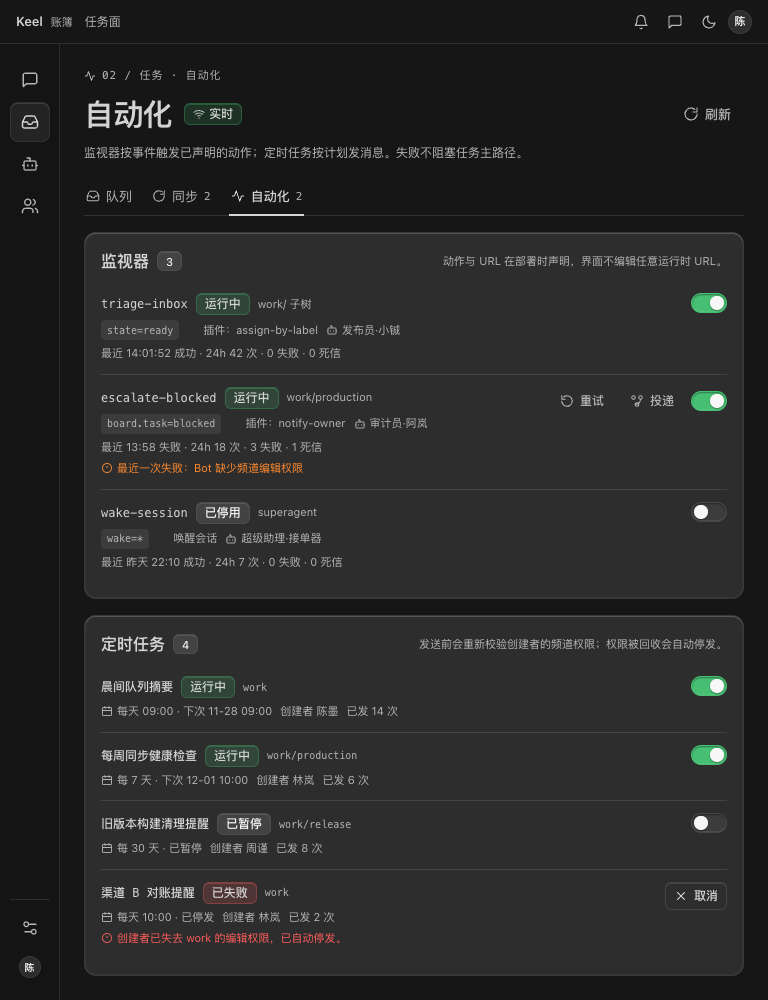 Keel 账簿 任务面 陈
02 / 任务 · 自动化
自动化 实时 刷新
监视器按事件触发已声明的动作；定时任务按计划发消息。失败不阻塞任务主路径。
队列 同步 2 自动化 2
监视器 3 动作与 URL 在部署时声明，界面不编辑任意运行时 URL。
triage-inbox 运行中 work/ 子树
state=ready 插件：assign-by-label 发布员·小铖
最近 14:01:52 成功 · 24h 42 次 · 0 失败 · 0 死信
escalate-blocked 运行中 work/production 重试 投递
board.task=blocked 插件：notify-owner 审计员·阿岚
最近 13:58 失败 · 24h 18 次 · 3 失败 · 1 死信
最近一次失败：Bot 缺少频道编辑权限
wake-session 已停用 superagent
wake=* 唤醒会话 超级助理·接单器
最近 昨天 22:10 成功 · 24h 7 次 · 0 失败 · 0 死信
定时任务 4 发送前会重新校验创建者的频道权限；权限被回收会自动停发。
晨间队列摘要 运行中 work
每天 09:00 · 下次 11-28 09:00 创建者 陈墨 已发 14 次
每周同步健康检查 运行中 work/production
每 7 天 · 下次 12-01 10:00 创建者 林岚 已发 6 次
旧版本构建清理提醒 已暂停 work/release
每 30 天 · 已暂停 创建者 周谨 已发 8 次
渠道 B 对账提醒 已失败 work 取消
每天 10:00 · 已停发 创建者 林岚 已发 2 次
创建者已失去 work 的编辑权限，已自动停发。
陈